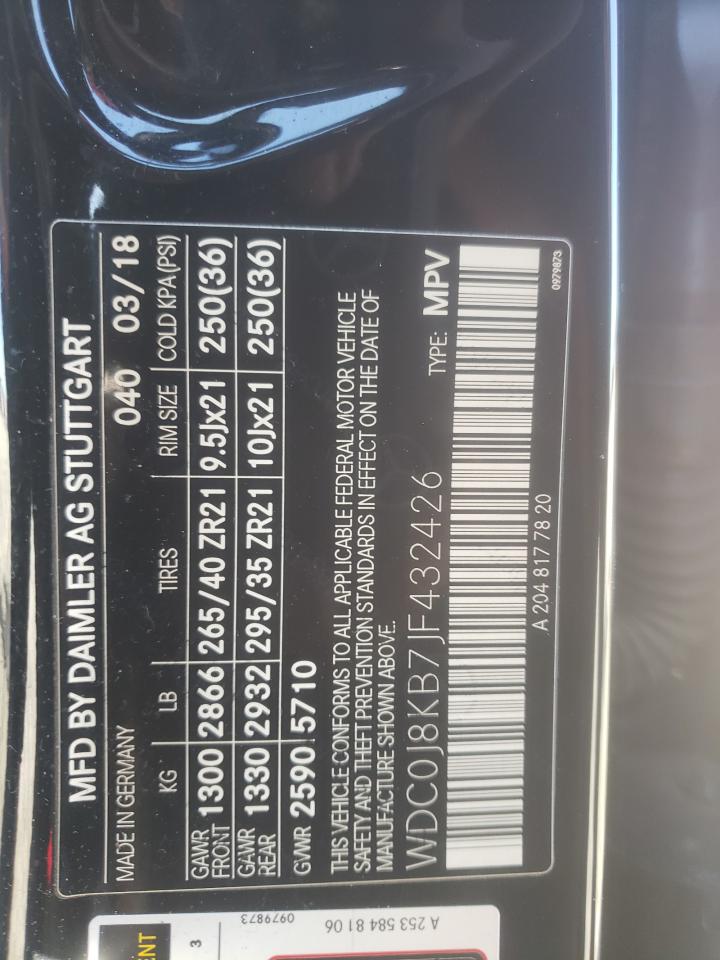 MFD BY DAIMLER AG STUTTGART
MADE IN GERMANY 040 03/18
KG LB TIRES RIM SIZE COLD KPA(PSI)
GAWR FRONT 1300 2866 265/40 ZR21 9.5Jx21 250(36)
GAWR REAR 1330 2932 295/35 ZR21 10Jx21 250(36)
GVWR 2590 5710
THIS VEHICLE CONFORMS TO ALL APPLICABLE FEDERAL MOTOR VEHICLE
SAFETY AND THEFT PREVENTION STANDARDS IN EFFECT ON THE DATE OF
MANUFACTURE SHOWN ABOVE.
WDC0J8KB7JF432426 TYPE: MPV
A 204 817 78 20 0979873
ENT
3
0979873
A 253 584 81 06